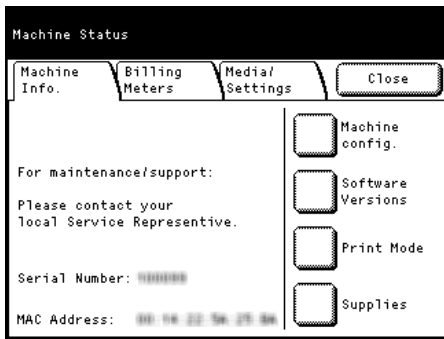 Machine Status
Machine
Info.
Billing
Meters
Media/
Settings
Close
For maintenance/support:
Please contact your
local Service Representive.
Serial Number:
MAC Address:
Machine
config.
Software
Versions
Print Mode
Supplies